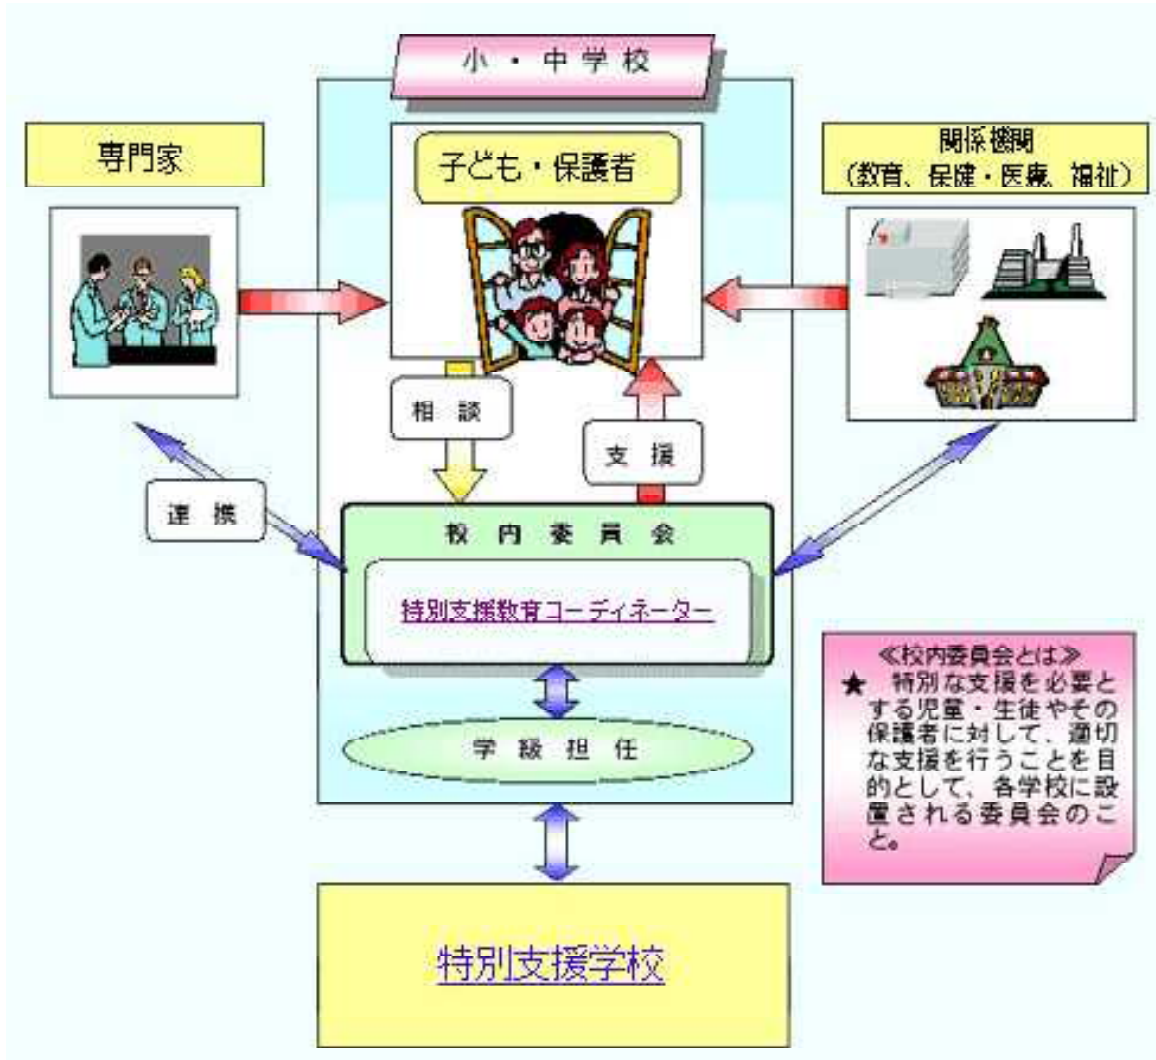 小・中学校
専門家
子ども・保護者
関係機関
（教育、保健・医療、福祉）
相談
支援
連携
校内委員会
特別支援教育コーディネーター
学級担任
≪校内委員会とは≫
★ 特別な支援を必要と
する児童・生徒やその
保護者に対して、適切
な支援を行うことを目
的として、各学校に設
置される委員会のこ
と。
特別支援学校